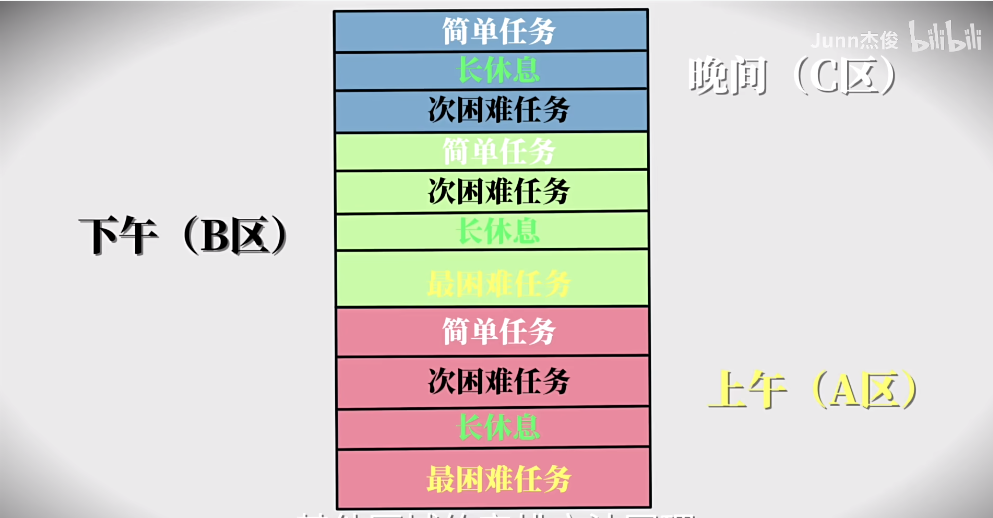 Junn杰俊 bilibili
简单任务
长休息
晚间（C区）
次困难任务
简单任务
次困难任务
下午（B区）
长休息
最困难任务
简单任务
次困难任务
上午（A区）
长休息
最困难任务